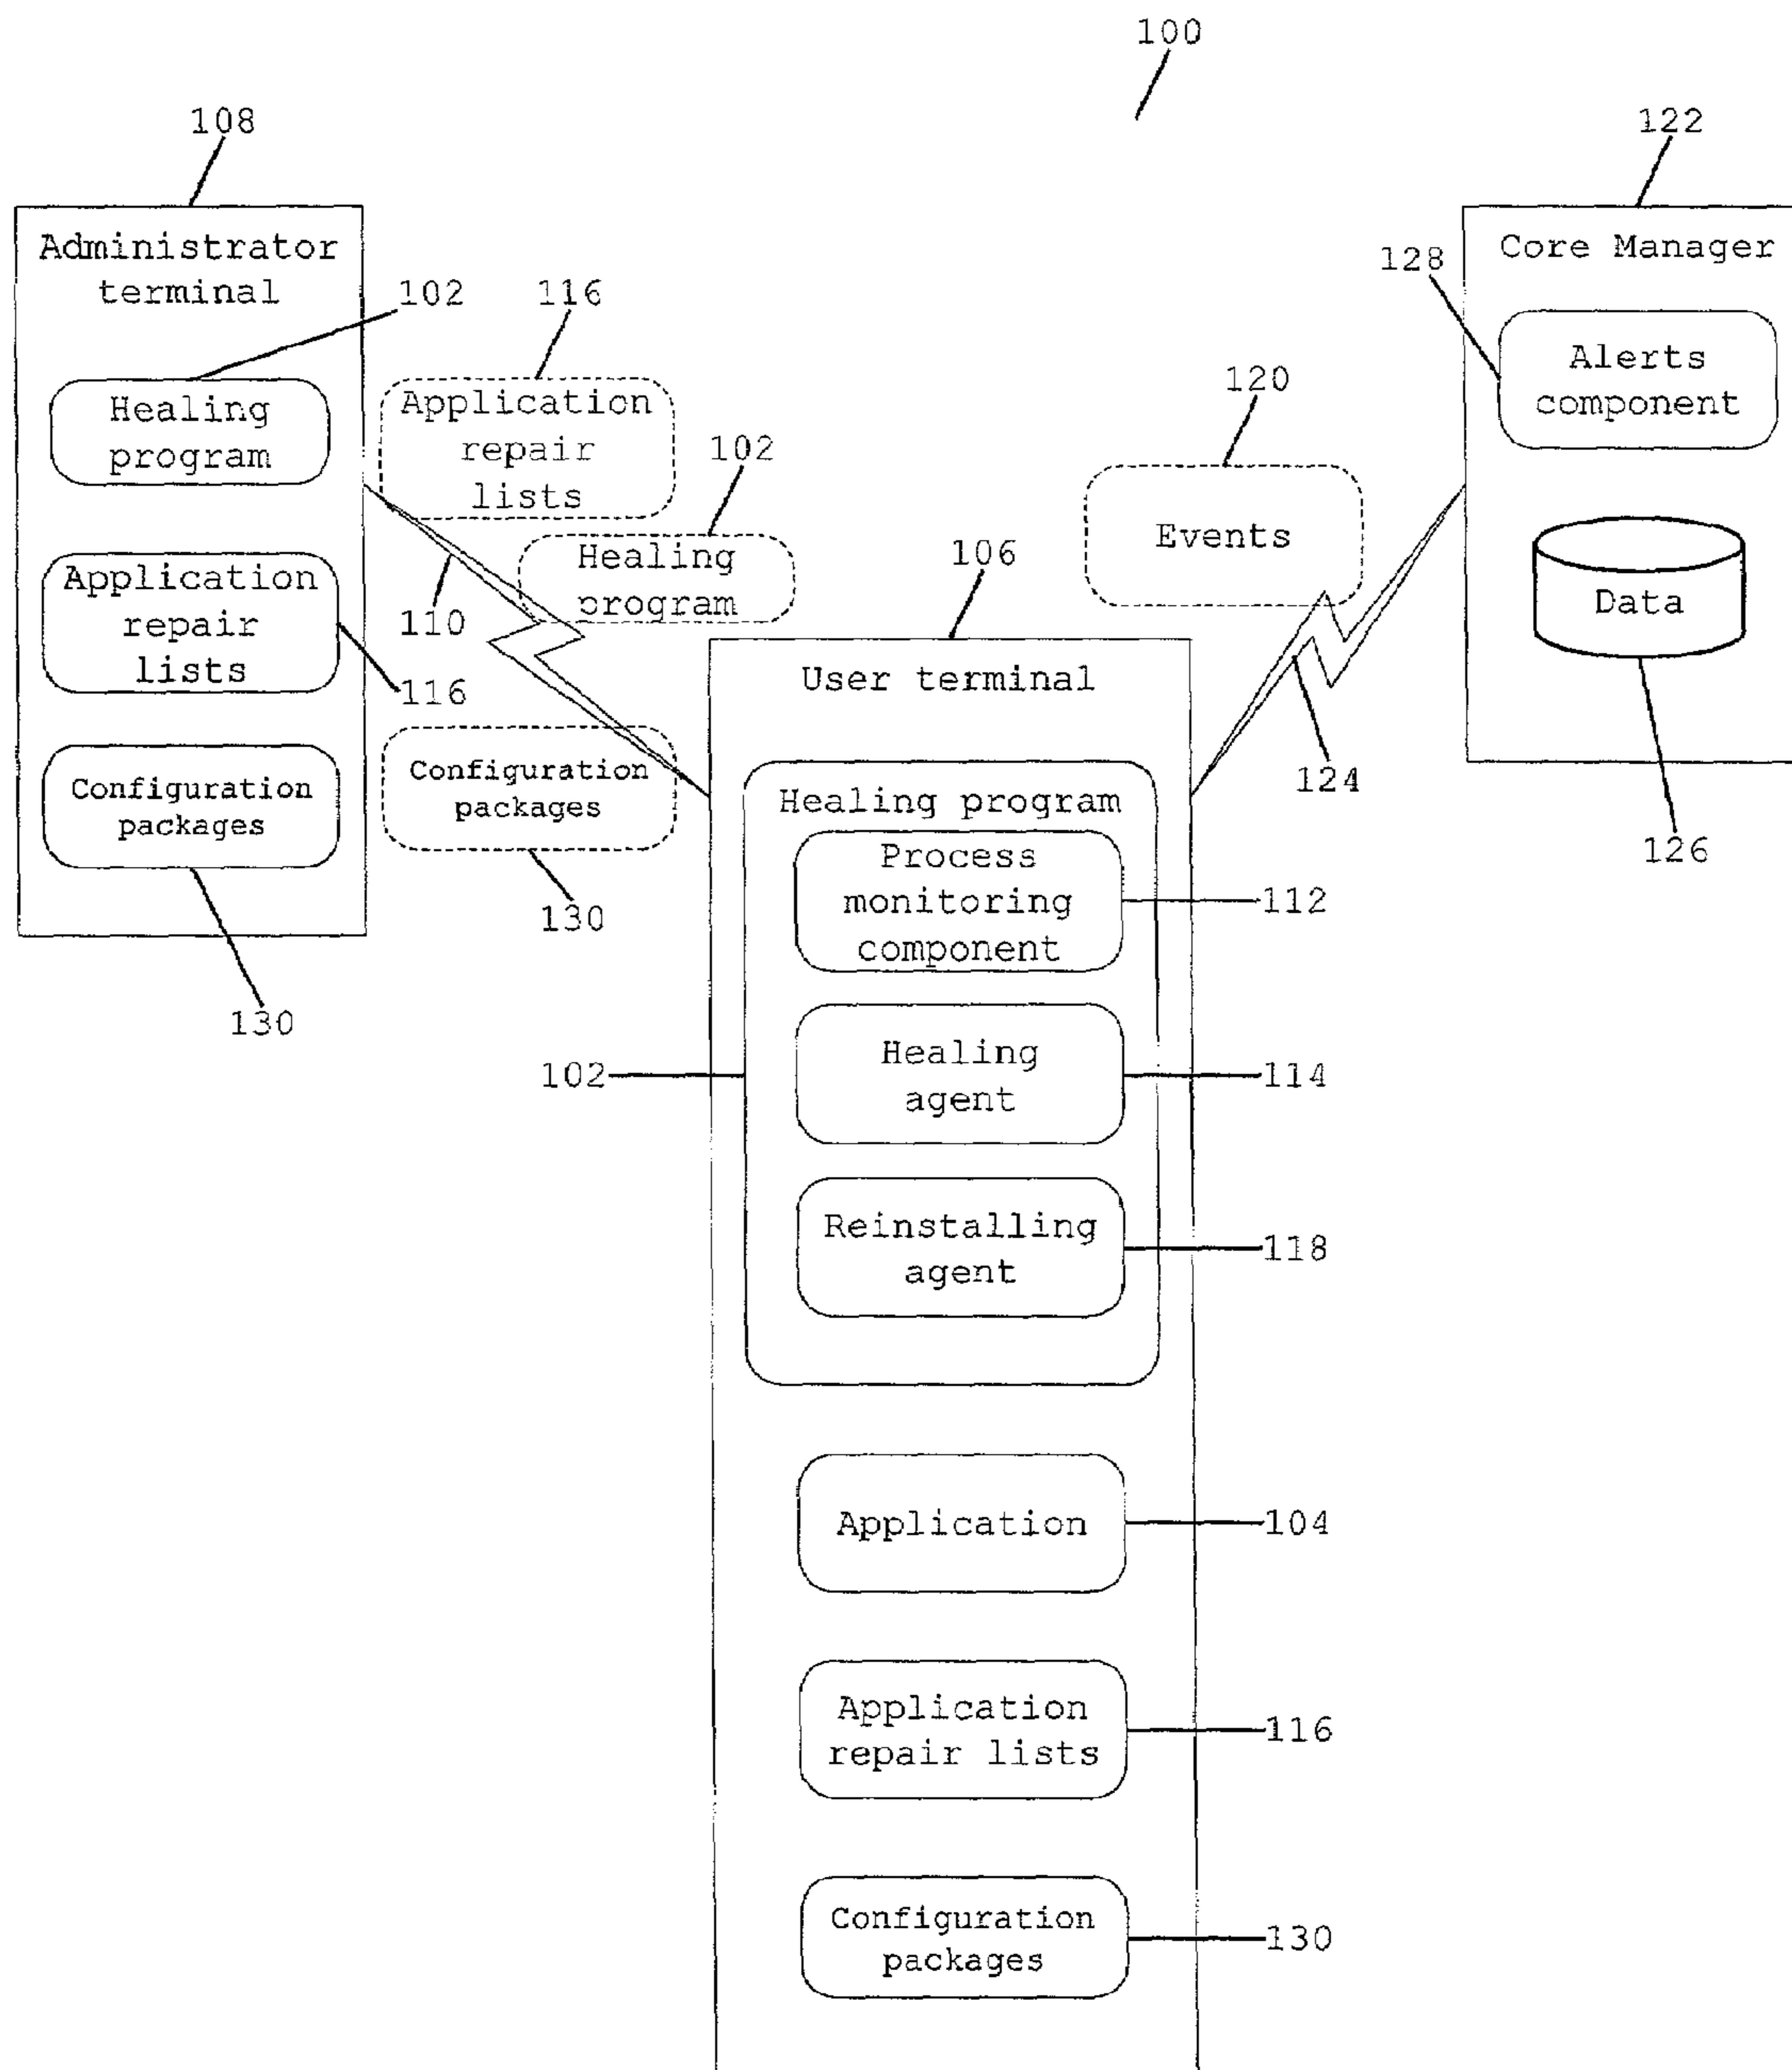 100
108
122
Administrator
terminal
Core Manager
128
102
116
Alerts
component
Healing
program
Application
repair
lists
102
120
Healing
program
106
Events
Data
Application
repair
lists
110
116
User terminal
124
126
Configuration
packages
Configuration
packages
130
130
Healing program
Process
monitoring
component
112
102
Healing
agent
114
Reinstalling
agent
118
Application
104
Application
repair lists
116
Configuration
packages
130